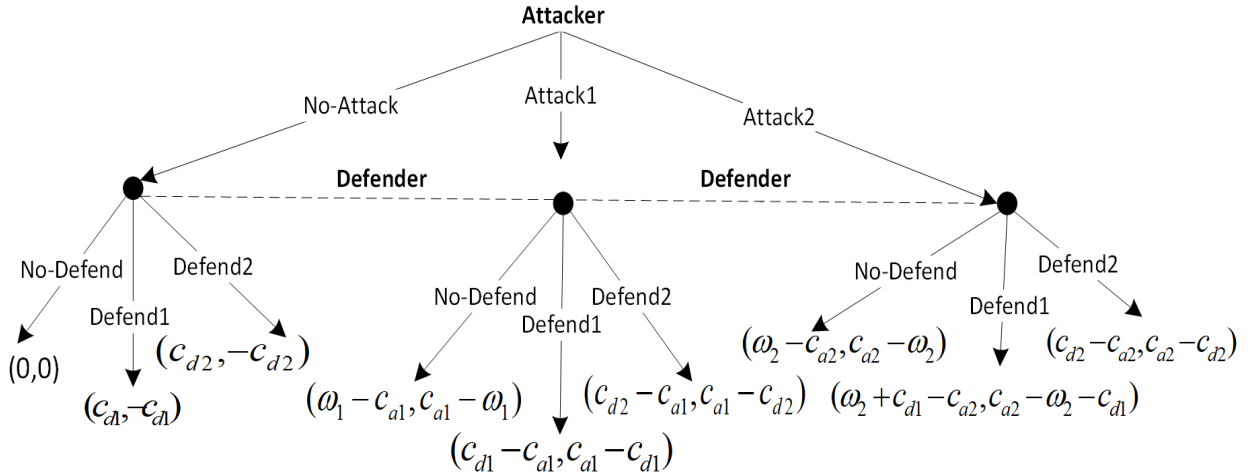 Attacker
No-Attack
Attack1
Attack2
Defender
Defender
No-Defend
Defend1
Defend2
No-Defend
Defend1
Defend2
No-Defend
Defend1
Defend2
(0,0)
(c_{d1},-c_{d1})
(c_{d2},-c_{d2})
(ω_1-c_{a1},c_{a1}-ω_1)
(c_{d1}-c_{a1},c_{a1}-c_{d1})
(c_{d2}-c_{a1},c_{a1}-c_{d2})
(ω_2-c_{a2},c_{a2}-ω_2)
(ω_2+c_{d1}-c_{a2},c_{a2}-ω_2-c_{d1})
(c_{d2}-c_{a2},c_{a2}-c_{d2})